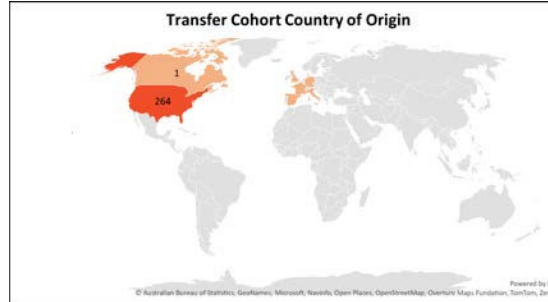 Transfer Cohort Country of Origin
1
264
Powered by
© Australian Bureau of Statistics, GeoNames, Microsoft, Navinfo, Open Places, OpenStreetMap, Overture Maps Fundation, TomTom, Zen